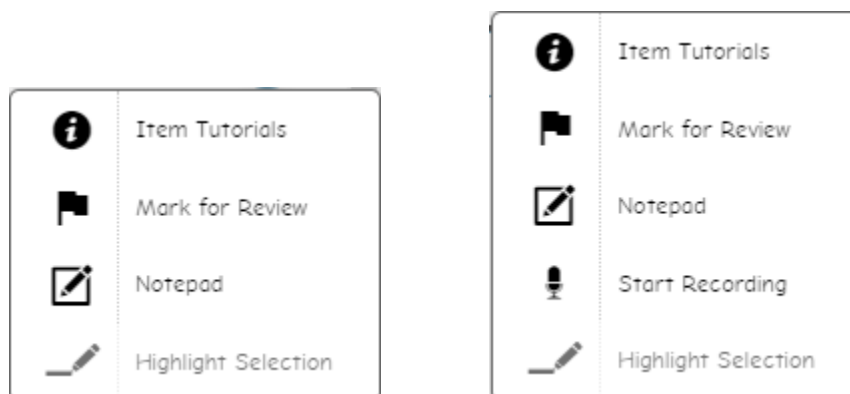 Item Tutorials
Mark for Review
Notepad
Highlight Selection
Item Tutorials
Mark for Review
Notepad
Start Recording
Highlight Selection